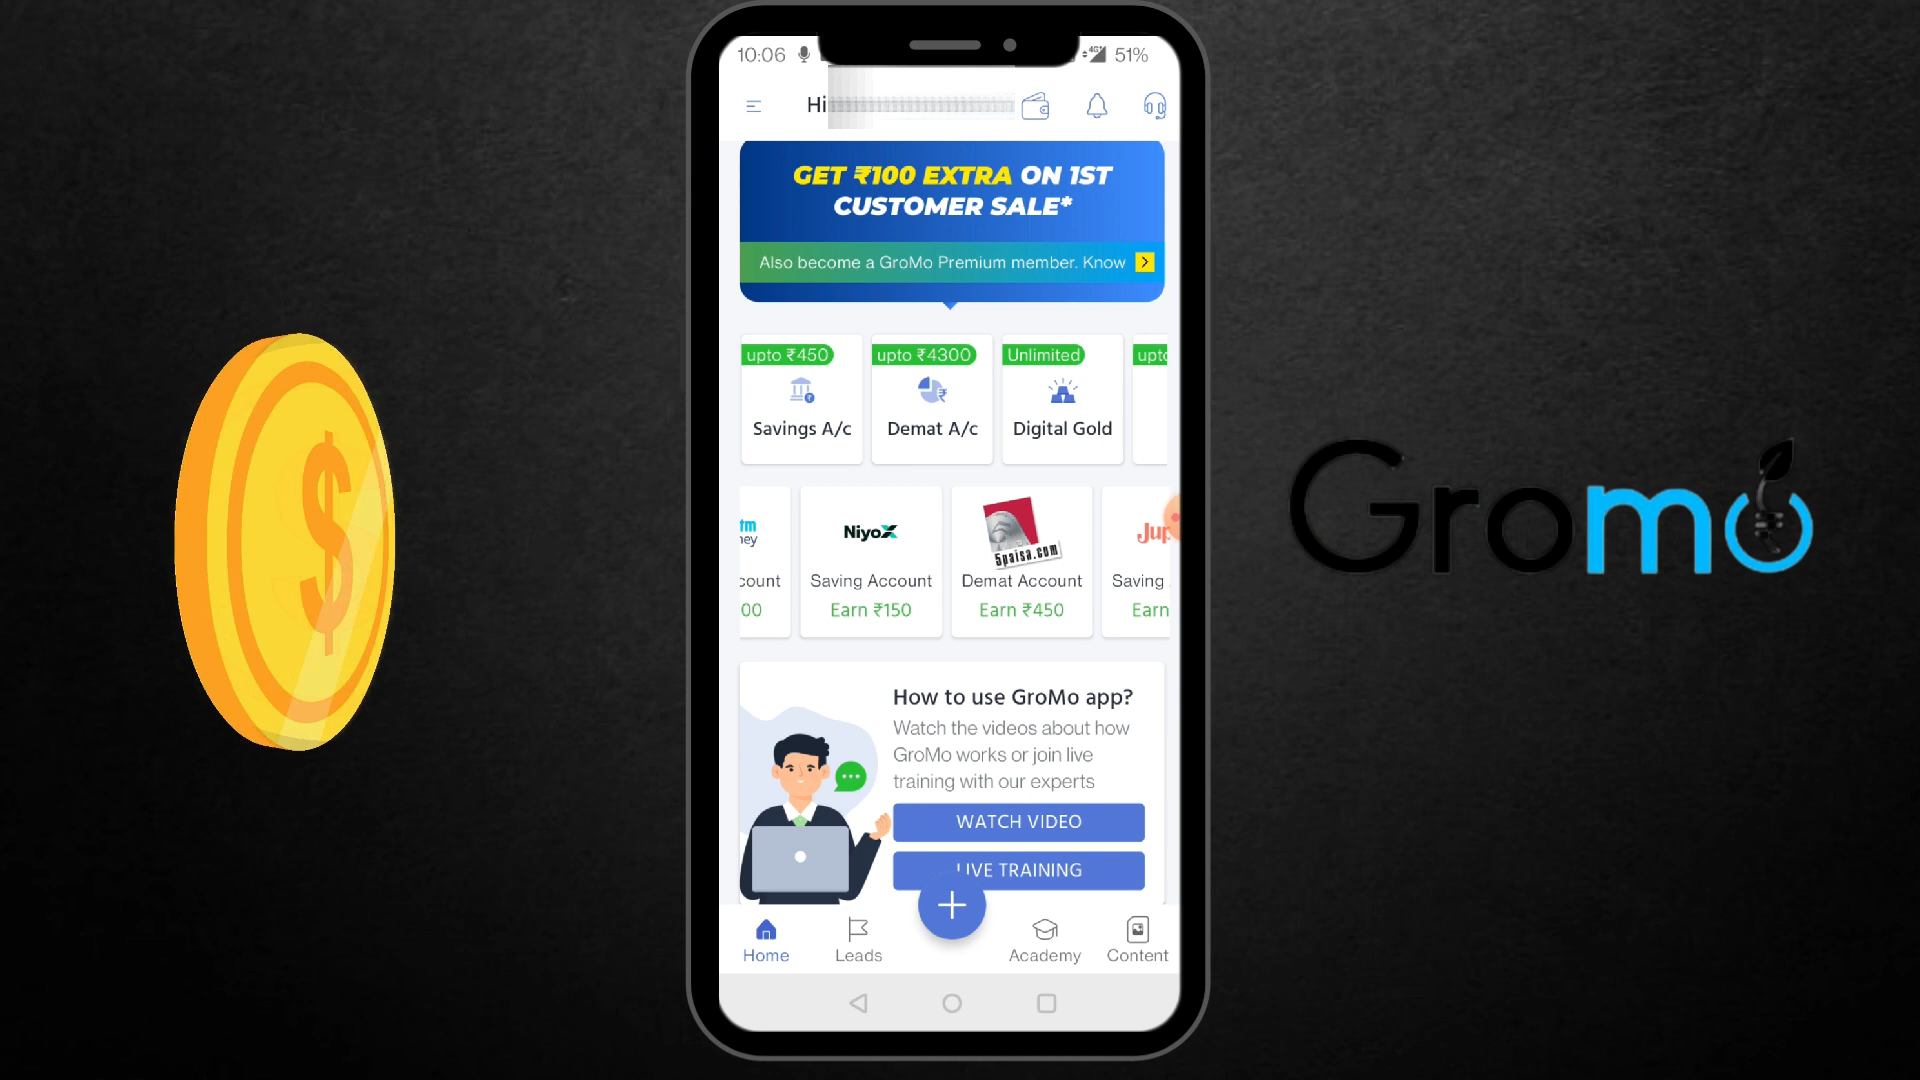 10:06
4G
51%
Hi
GET ₹100 EXTRA ON 1ST
CUSTOMER SALE*
Also become a GroMo Premium member. Know
upto ₹450
upto ₹4300
Unlimited
Savings A/c
Demat A/c
Digital Gold
NiyoX
5paisa.com
Saving Account
Demat Account
Saving
Earn ₹150
Earn ₹450
Earn
How to use GroMo app?
Watch the videos about how
GroMo works or join live
training with our experts
WATCH VIDEO
LIVE TRAINING
Home
Leads
Academy
Content
$
Gromo